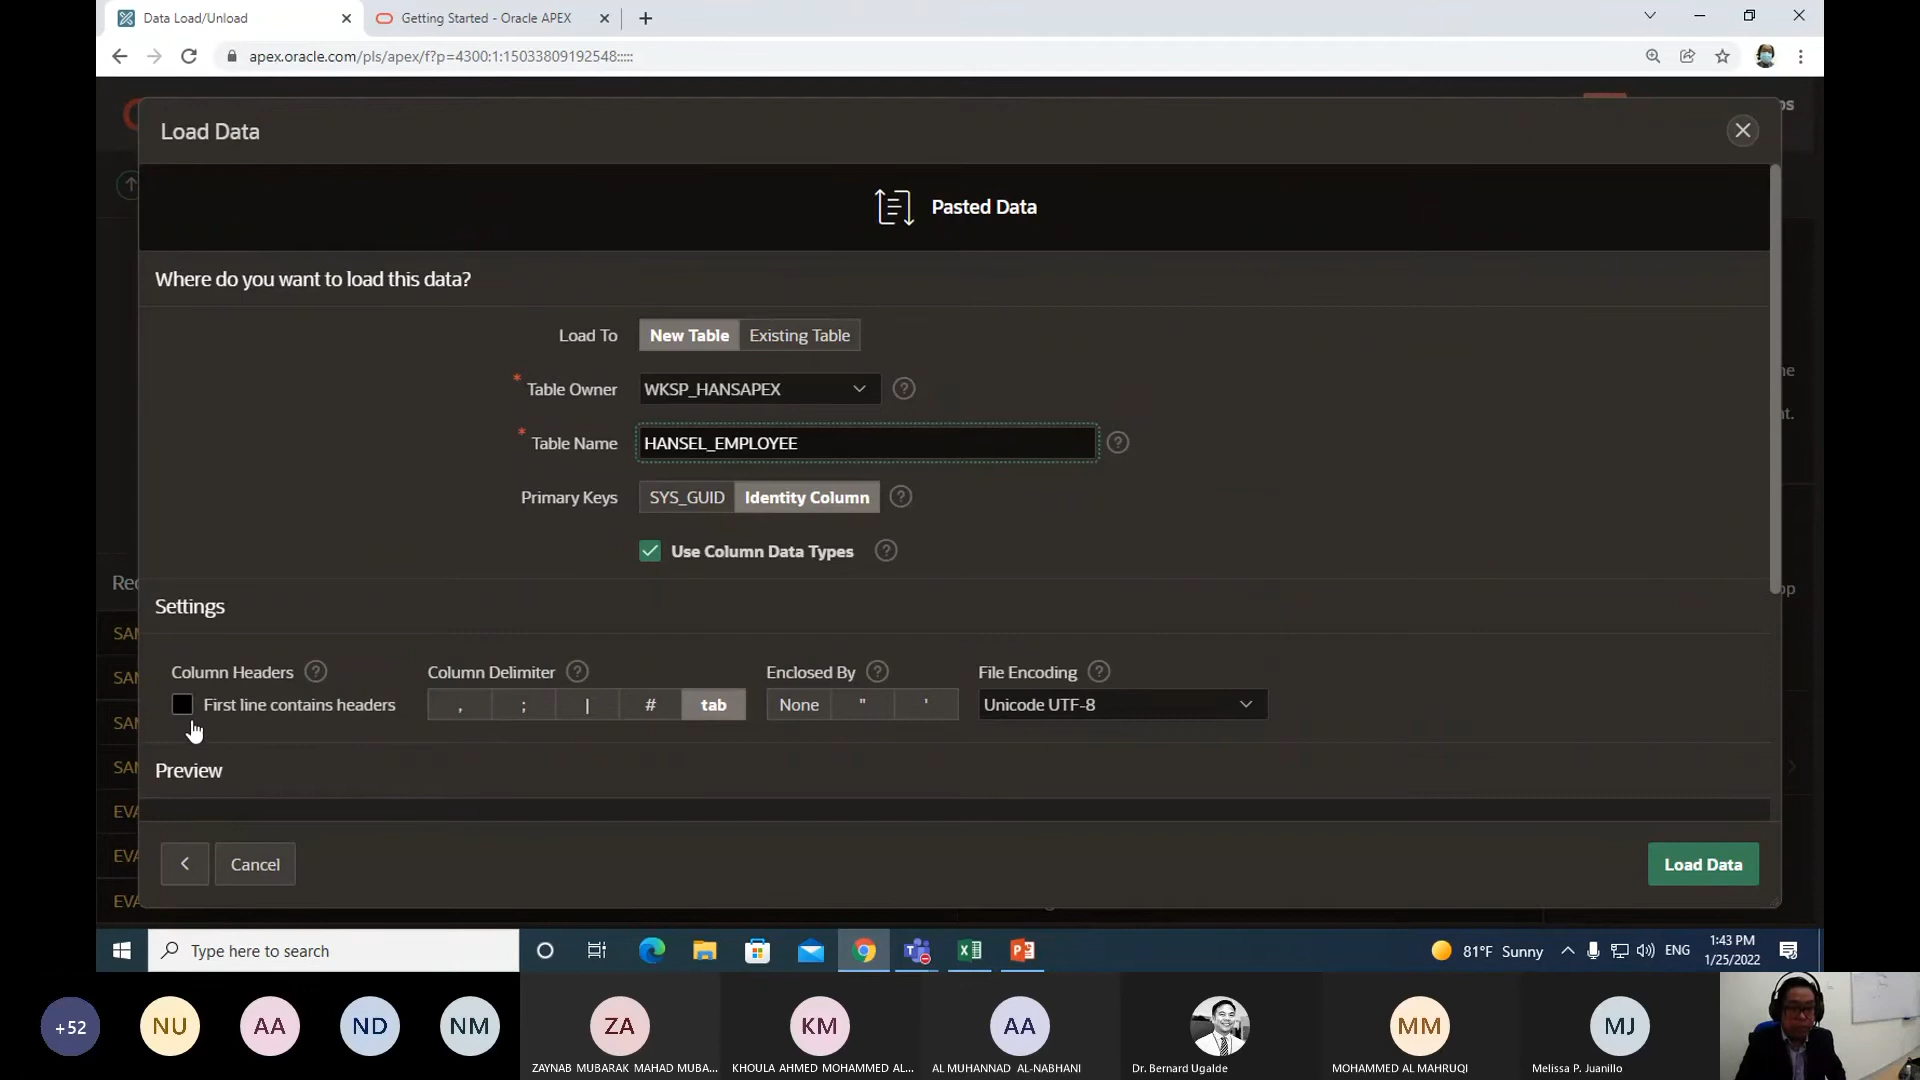 Data Load/Unload
Getting Started - Oracle APEX
apex.oracle.com/pls/apex/f?p=4300:1:15033809192548:::::
Load Data
Pasted Data
Where do you want to load this data?
Load To
New Table
Existing Table
* Table Owner
WKSP_HANSAPEX
* Table Name
HANSEL_EMPLOYEE
Primary Keys
SYS_GUID
Identity Column
Use Column Data Types
Settings
Column Headers
Column Delimiter
Enclosed By
File Encoding
First line contains headers
,
;
|
#
tab
None
"
'
Unicode UTF-8
Preview
Cancel
Load Data
Type here to search
81°F Sunny
ENG
1:43 PM
1/25/2022
+52
NU
AA
ND
NM
ZA
KM
AA
MM
MJ
ZAYNAB MUBARAK MAHAD MUBA...
KHOULA AHMED MOHAMMED AL...
AL MUHANNAD AL-NABHANI
Dr. Bernard Ugalde
MOHAMMED AL MAHRUQI
Melissa P. Juanillo